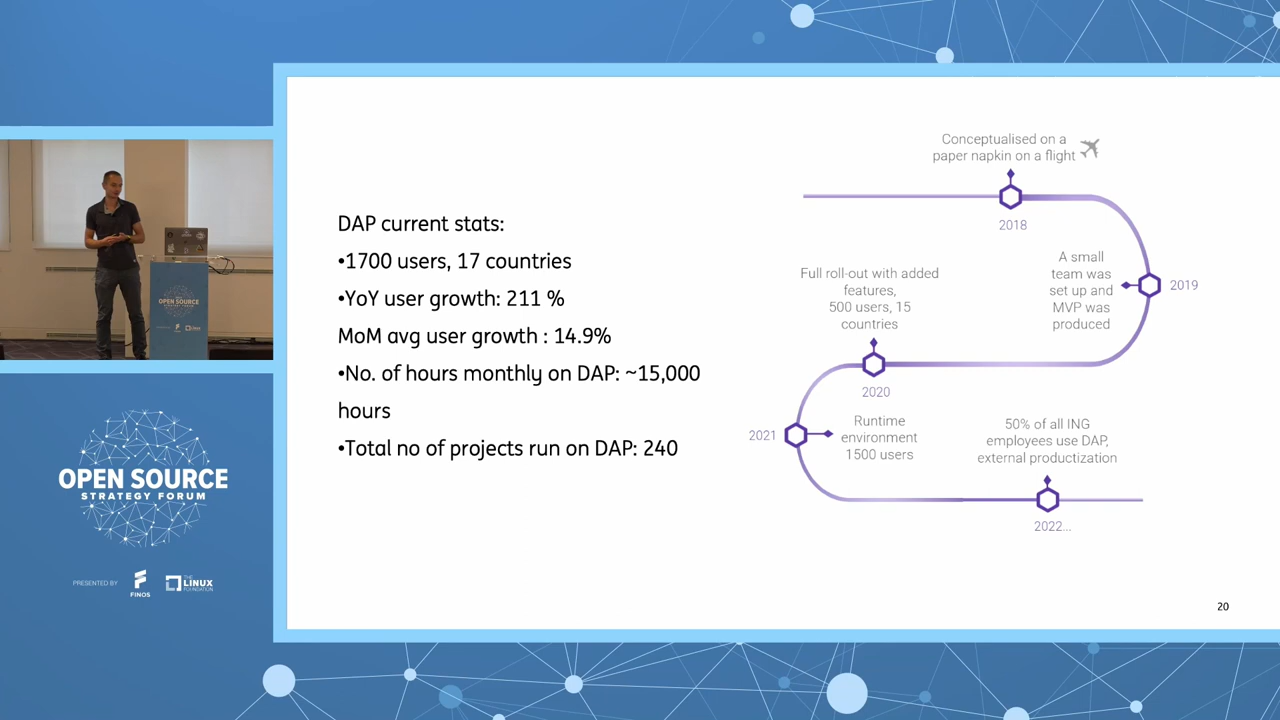 DAP current stats:
•1700 users, 17 countries
•YoY user growth: 211 %
MoM avg user growth : 14.9%
•No. of hours monthly on DAP: ~15,000
hours
•Total no of projects run on DAP: 240
Conceptualised on a
paper napkin on a flight
2018
A small
team was
set up and
MVP was
produced
2019
Full roll-out with added
features,
500 users, 15
countries
2020
2021
Runtime
environment
1500 users
50% of all ING
employees use DAP,
external productization
2022...
20
OPEN SOURCE
STRATEGY FORUM
OPEN SOURCE
STRATEGY FORUM
PRESENTED BY
FINOS
THE
LINUX
FOUNDATION